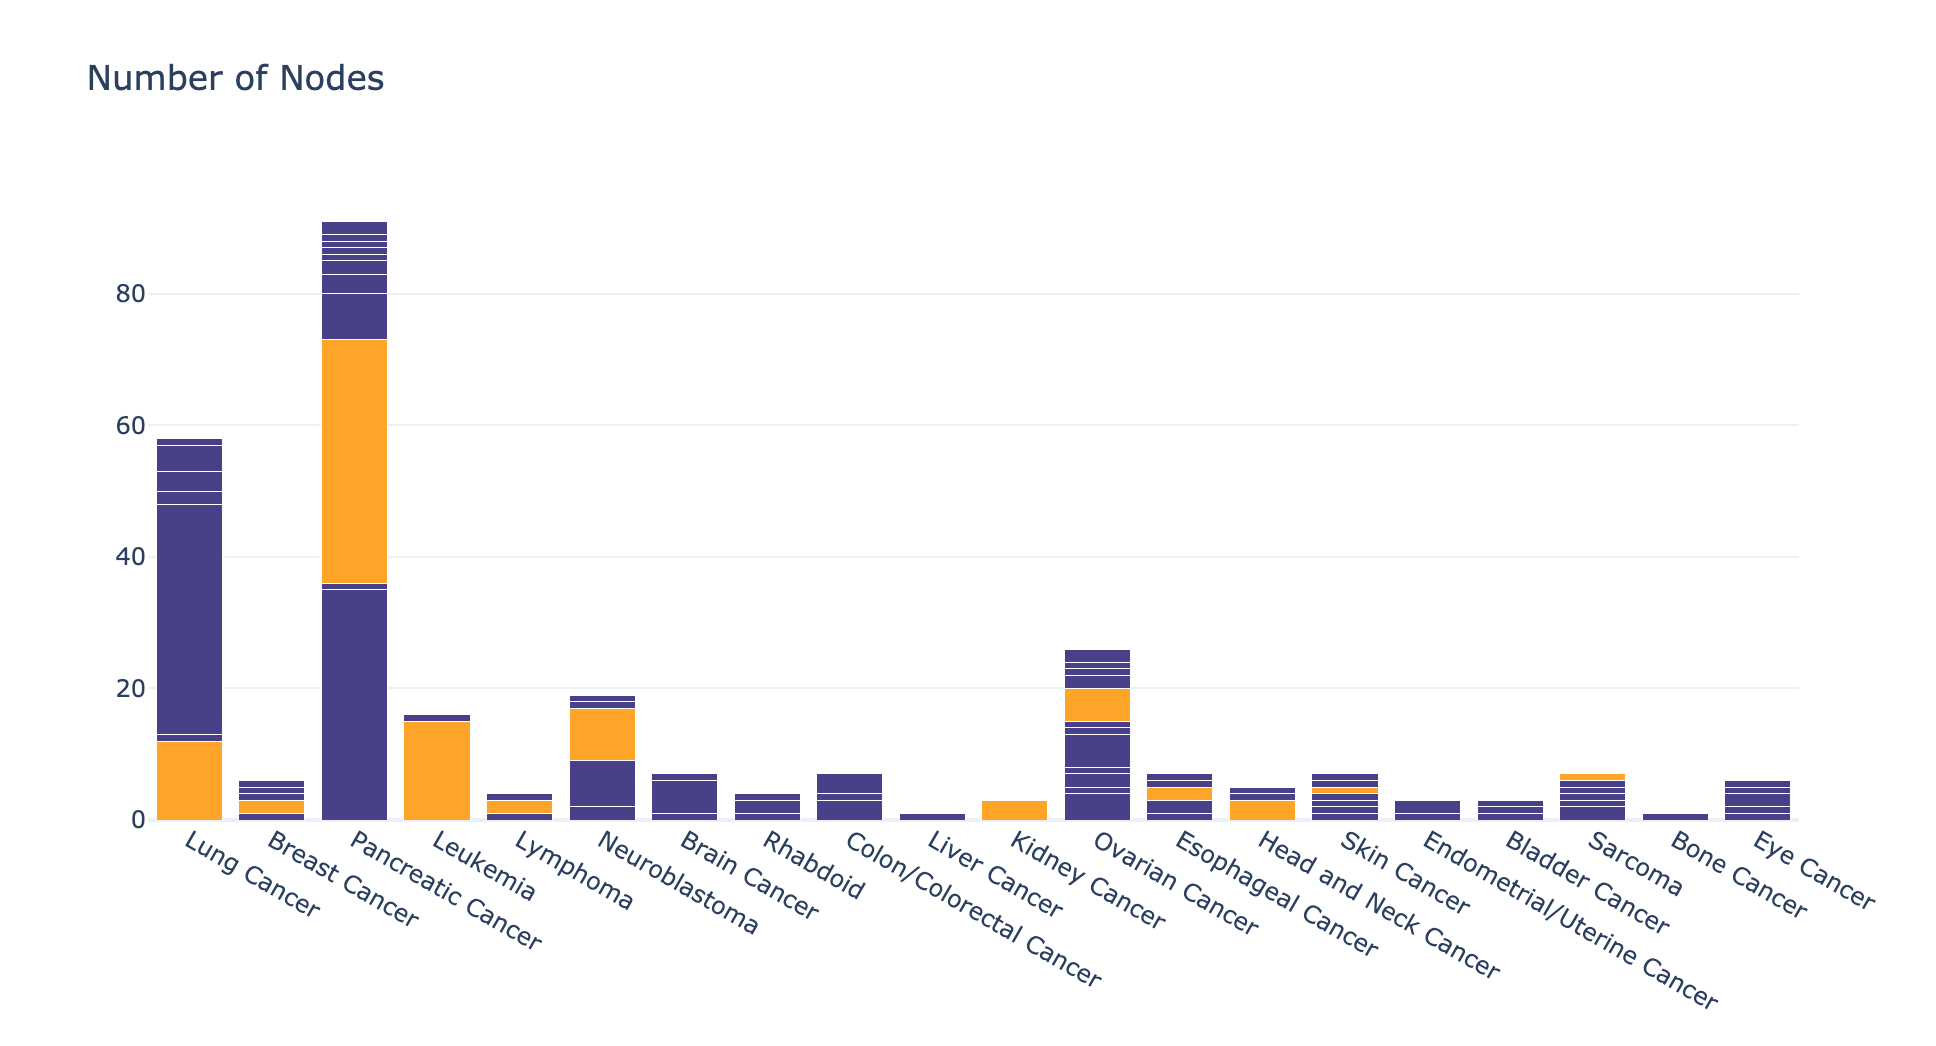 Number of Nodes
80
60
40
20
0
Lung Cancer
Breast Cancer
Pancreatic Cancer
Leukemia
Lymphoma
Neuroblastoma
Brain Cancer
Rhabdoid
Colon/Colorectal Cancer
Liver Cancer
Kidney Cancer
Ovarian Cancer
Esophageal Cancer
Head and Neck Cancer
Skin Cancer
Endometrial/Uterine Cancer
Bladder Cancer
Sarcoma
Bone Cancer
Eye Cancer